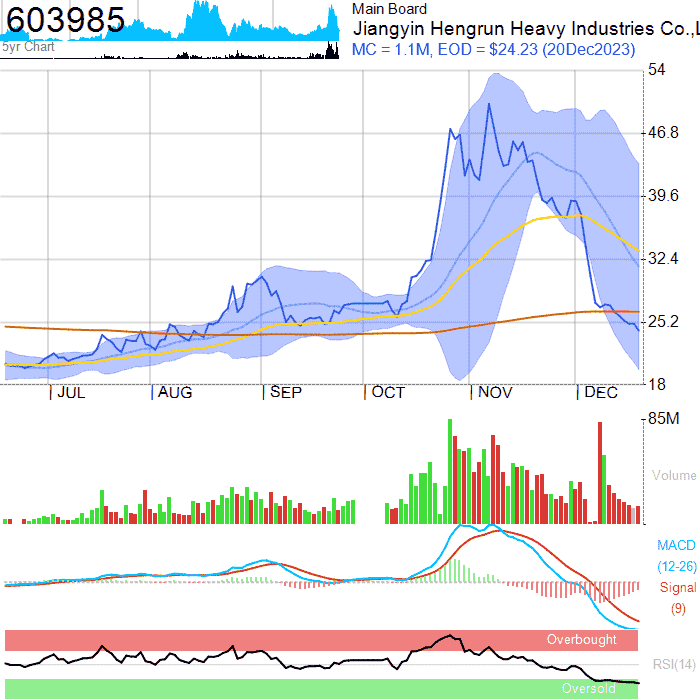 603985
5yr Chart
Main Board
Jiangyin Hengrun Heavy Industries Co.,L
MC = 1.1M, EOD = $24.23 (20Dec2023)
54
46.8
39.6
32.4
25.2
18
JUL
AUG
SEP
OCT
NOV
DEC
85M
Volume
MACD
(12-26)
Signal
(9)
Overbought
RSI(14)
Oversold